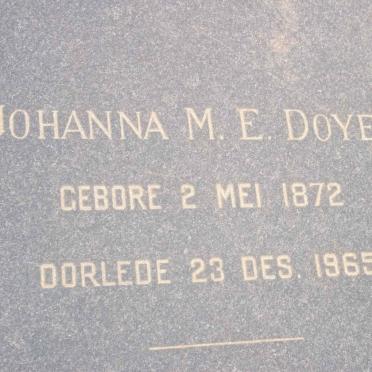 JOHANNA M. E. DOYE
GEBORE 2 MEI 1872
OORLEDE 23 DES. 1965